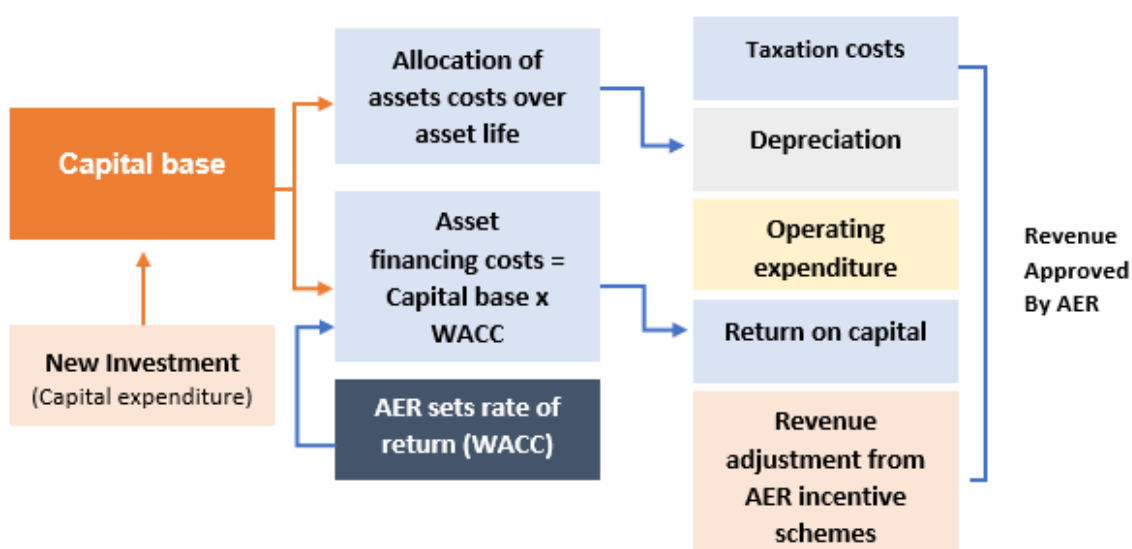 Capital base
New Investment
(Capital expenditure)
Allocation of
assets costs over
asset life
Asset
financing costs =
Capital base x
WACC
AER sets rate of
return (WACC)
Taxation costs
Depreciation
Operating
expenditure
Return on capital
Revenue
adjustment from
AER incentive
schemes
Revenue
Approved
By AER